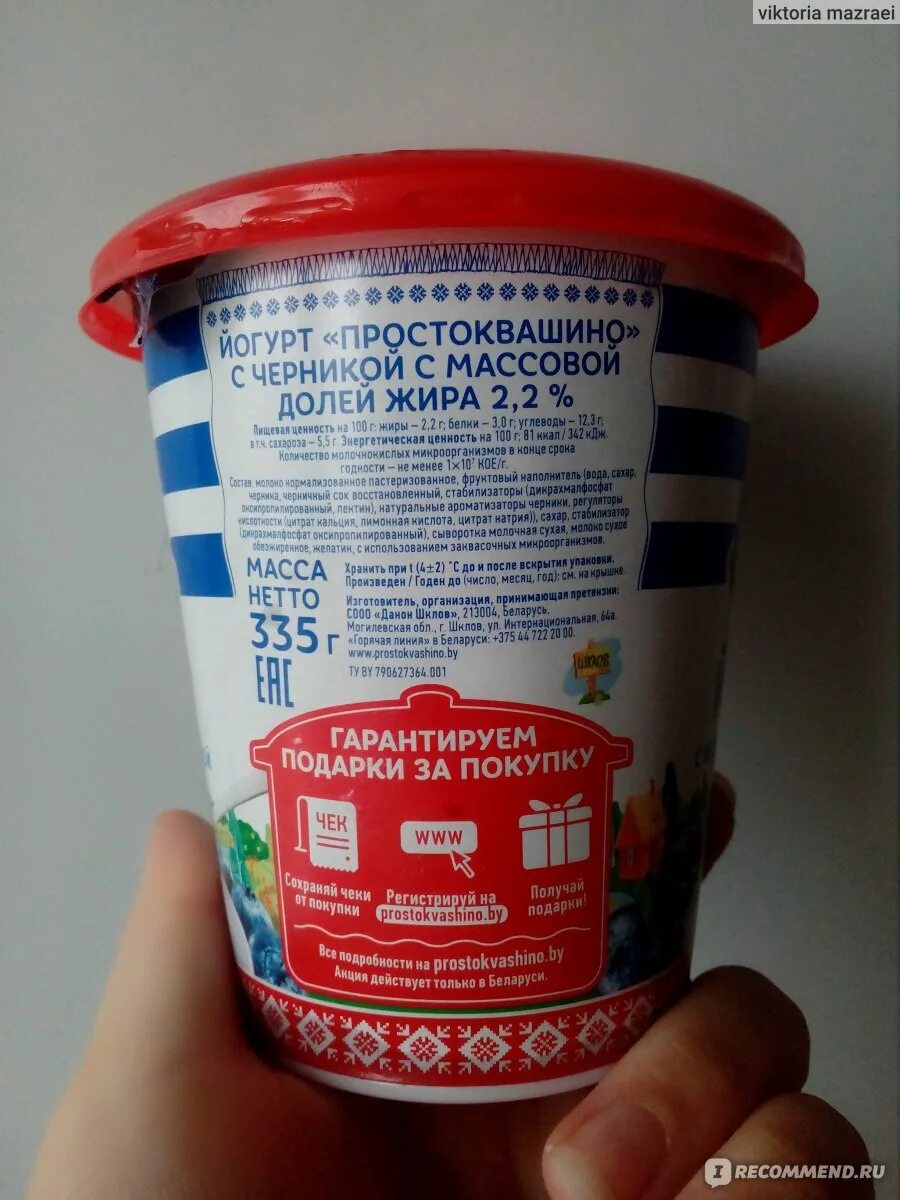 viktoria mazraei
ЙОГУРТ «ПРОСТОКВАШИНО»
С ЧЕРНИКОЙ С МАССОВОЙ
ДОЛЕЙ ЖИРА 2,2 %
Пищевая ценность на 100 г: жиры – 2,2 г; белки – 3,0 г; углеводы – 12,3 г;
в т.ч. сахароза – 5,5 г. Энергетическая ценность на 100 г: 81 ккал / 342 кДж.
Количество молочнокислых микроорганизмов в конце срока
годности – не менее 1×10⁷ КОЕ/г.
Состав: молоко нормализованное пастеризованное, фруктовый наполнитель (вода, сахар,
черника, черничный сок восстановленный, стабилизаторы (дикрахмалфосфат
оксипропилированный, пектин), натуральные ароматизаторы черники, регуляторы
кислотности (цитрат кальция, лимонная кислота, цитрат натрия)), сахар, стабилизатор
(дикрахмалфосфат оксипропилированный), сыворотка молочная сухая, молоко сухое
обезжиренное, желатин, с использованием заквасочных микроорганизмов.
МАССА
НЕТТО
335 г
ЕАС
Хранить при t (4±2) °С до и после вскрытия упаковки.
Произведен / Годен до (число, месяц, год): см. на крышке.
Изготовитель, организация, принимающая претензии:
СООО «Данон Шклов», 213004, Беларусь,
Могилевская обл., г. Шклов, ул. Интернациональная, 64а.
«Горячая линия» в Беларуси: +375 44 722 20 00.
www.prostokvashino.by
ТУ BY 790627364.001
ШКЛОВ
ГАРАНТИРУЕМ
ПОДАРКИ ЗА ПОКУПКУ
ЧЕК
www
Сохраняй чеки
от покупки
Регистрируй на
prostokvashino.by
Получай
подарки!
Все подробности на prostokvashino.by
Акция действует только в Беларуси.
IRECOMMEND.RU